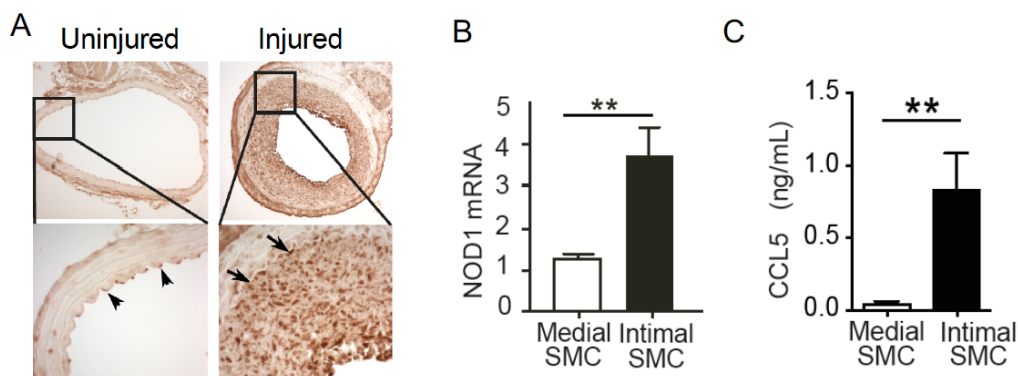 A
Uninjured
Injured
B
NOD1 mRNA
5
4
3
2
1
0
**
Medial
SMC
Intimal
SMC
C
CCL5 (ng/mL)
1.5
1.0
0.5
0.0
**
Medial
SMC
Intimal
SMC